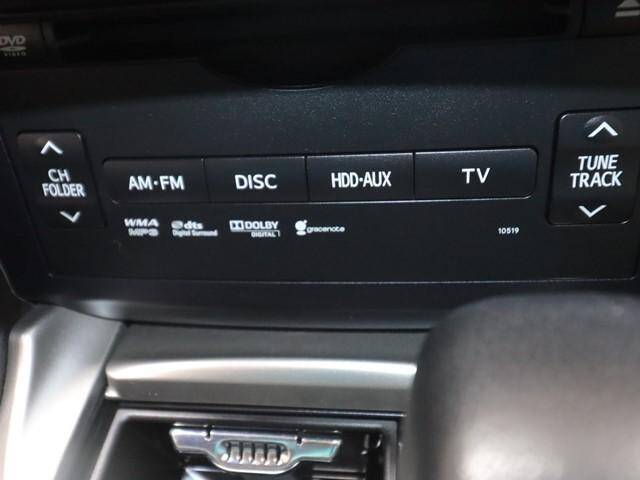 DVD
VIDEO
CH
FOLDER
AM•FM
DISC
HDD•AUX
TV
TUNE
TRACK
WMA
MP3
dts
Digital Surround
DOLBY
DIGITAL
gracenote
10519